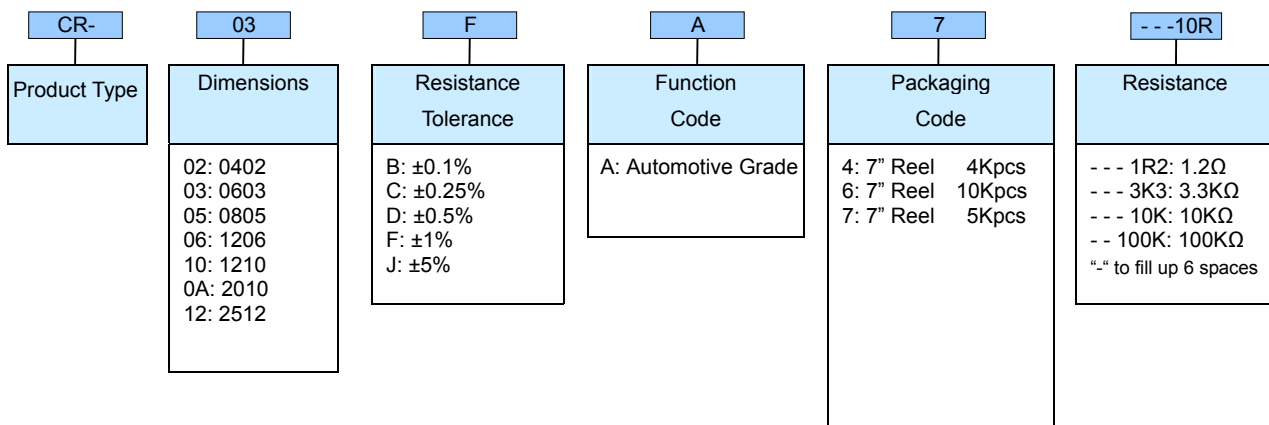 CR-
03
F
A
7
- - -10R
Product Type
Dimensions
Resistance
Tolerance
Function
Code
Packaging
Code
Resistance
02: 0402
03: 0603
05: 0805
06: 1206
10: 1210
0A: 2010
12: 2512
B: ±0.1%
C: ±0.25%
D: ±0.5%
F: ±1%
J: ±5%
A: Automotive Grade
4: 7” Reel 4Kpcs
6: 7” Reel 10Kpcs
7: 7” Reel 5Kpcs
- - - 1R2: 1.2Ω
- - - 3K3: 3.3KΩ
- - - 10K: 10KΩ
- - 100K: 100KΩ
“-“ to fill up 6 spaces